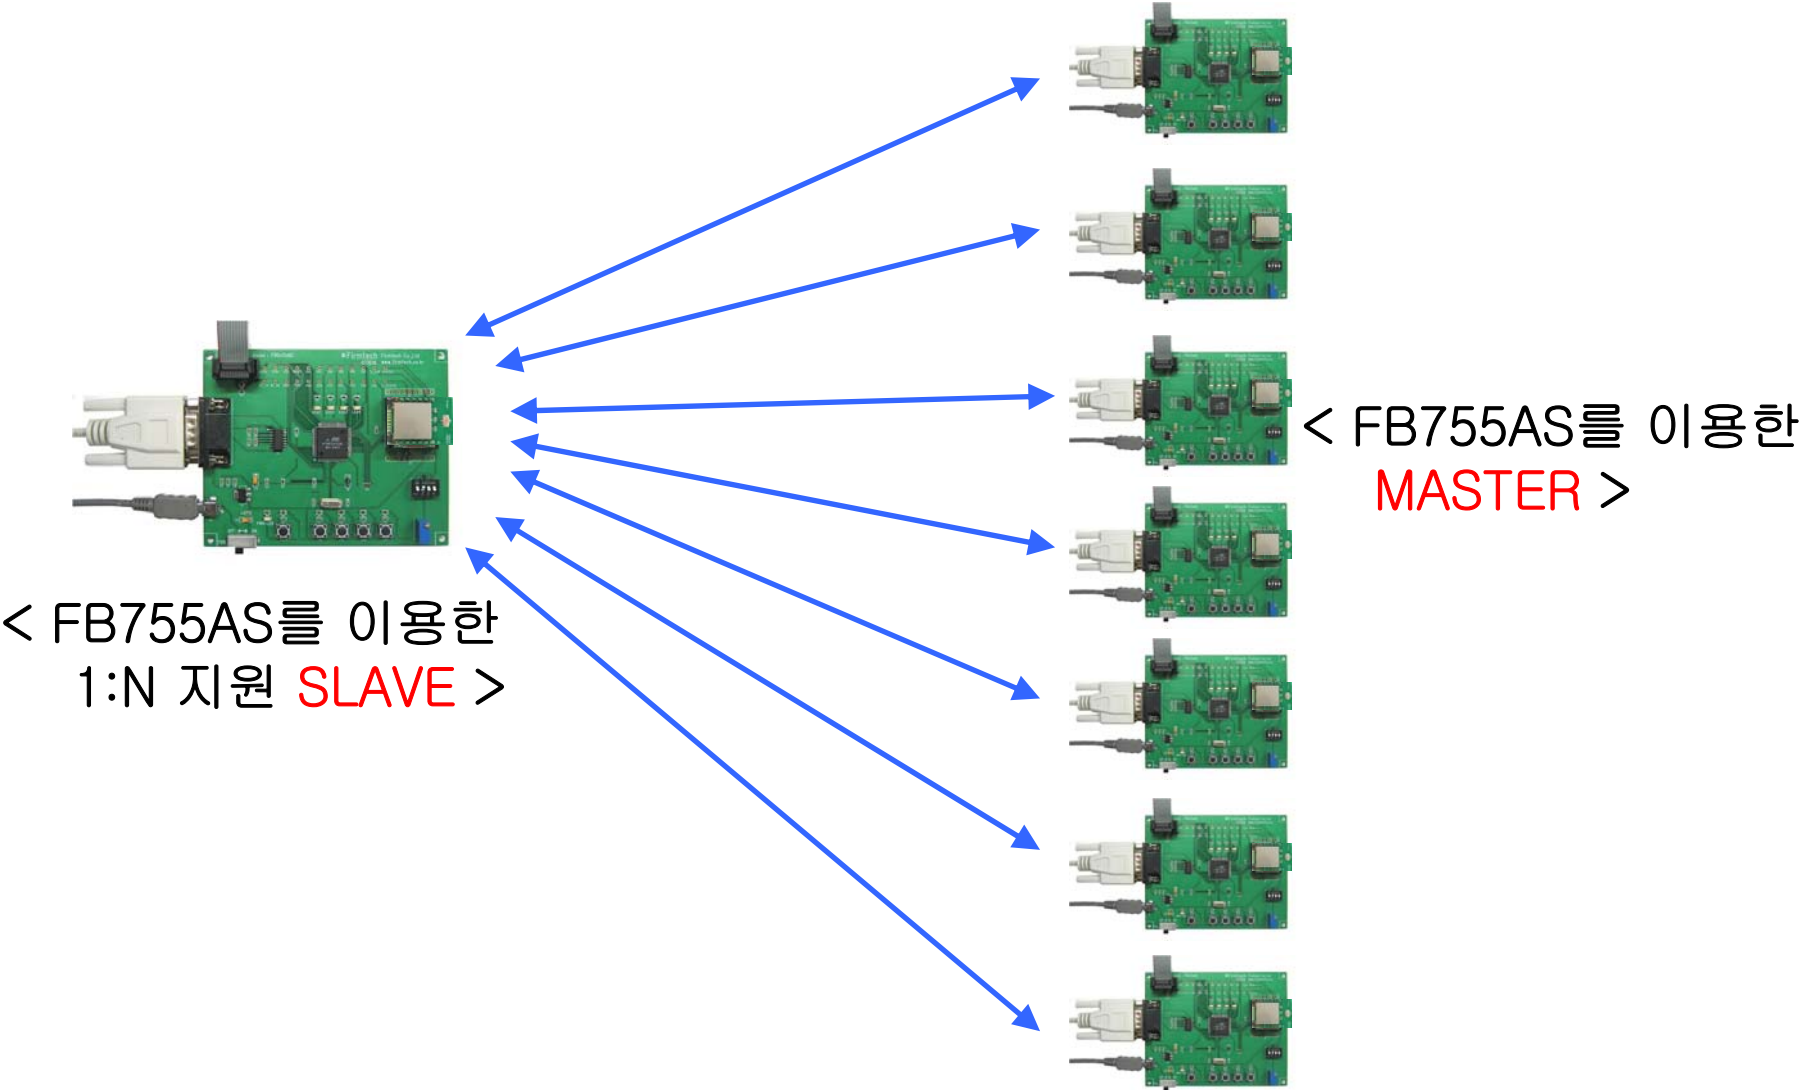 Firmtech
< FB755AS를 이용한
1:N 지원 SLAVE >
< FB755AS를 이용한
MASTER >